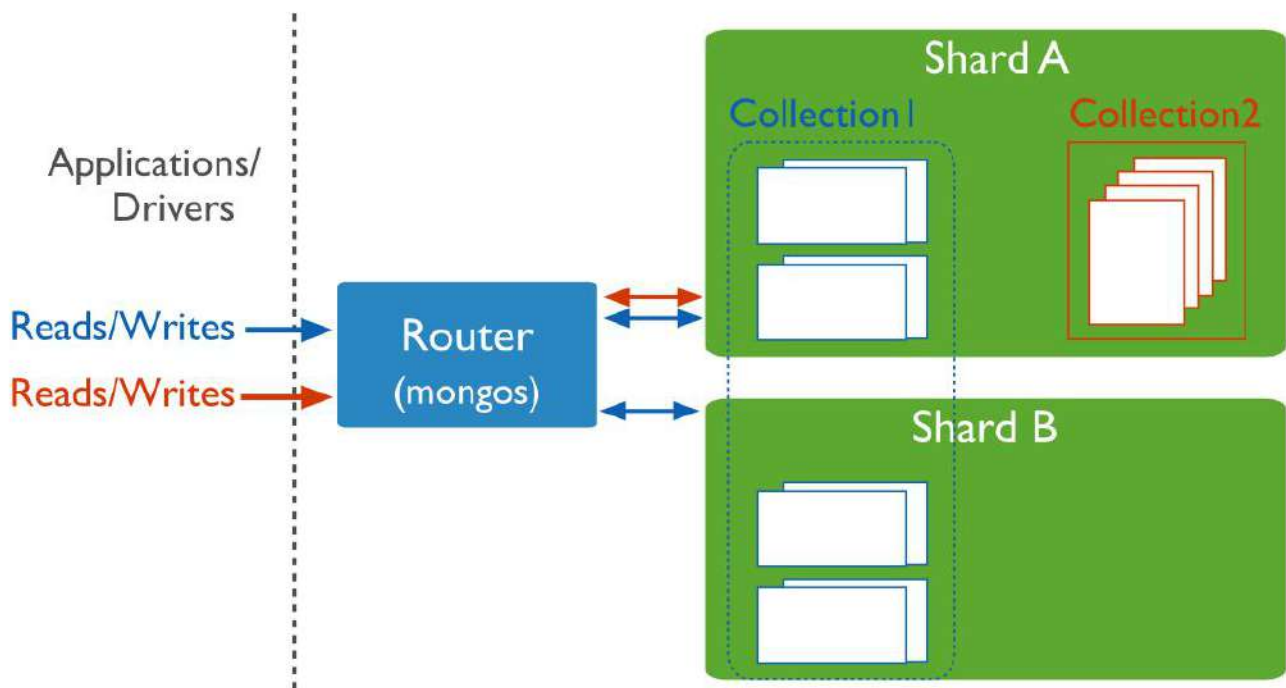 Applications/
Drivers
Reads/Writes
Reads/Writes
Router
(mongos)
Shard A
Collection1
Collection2
Shard B